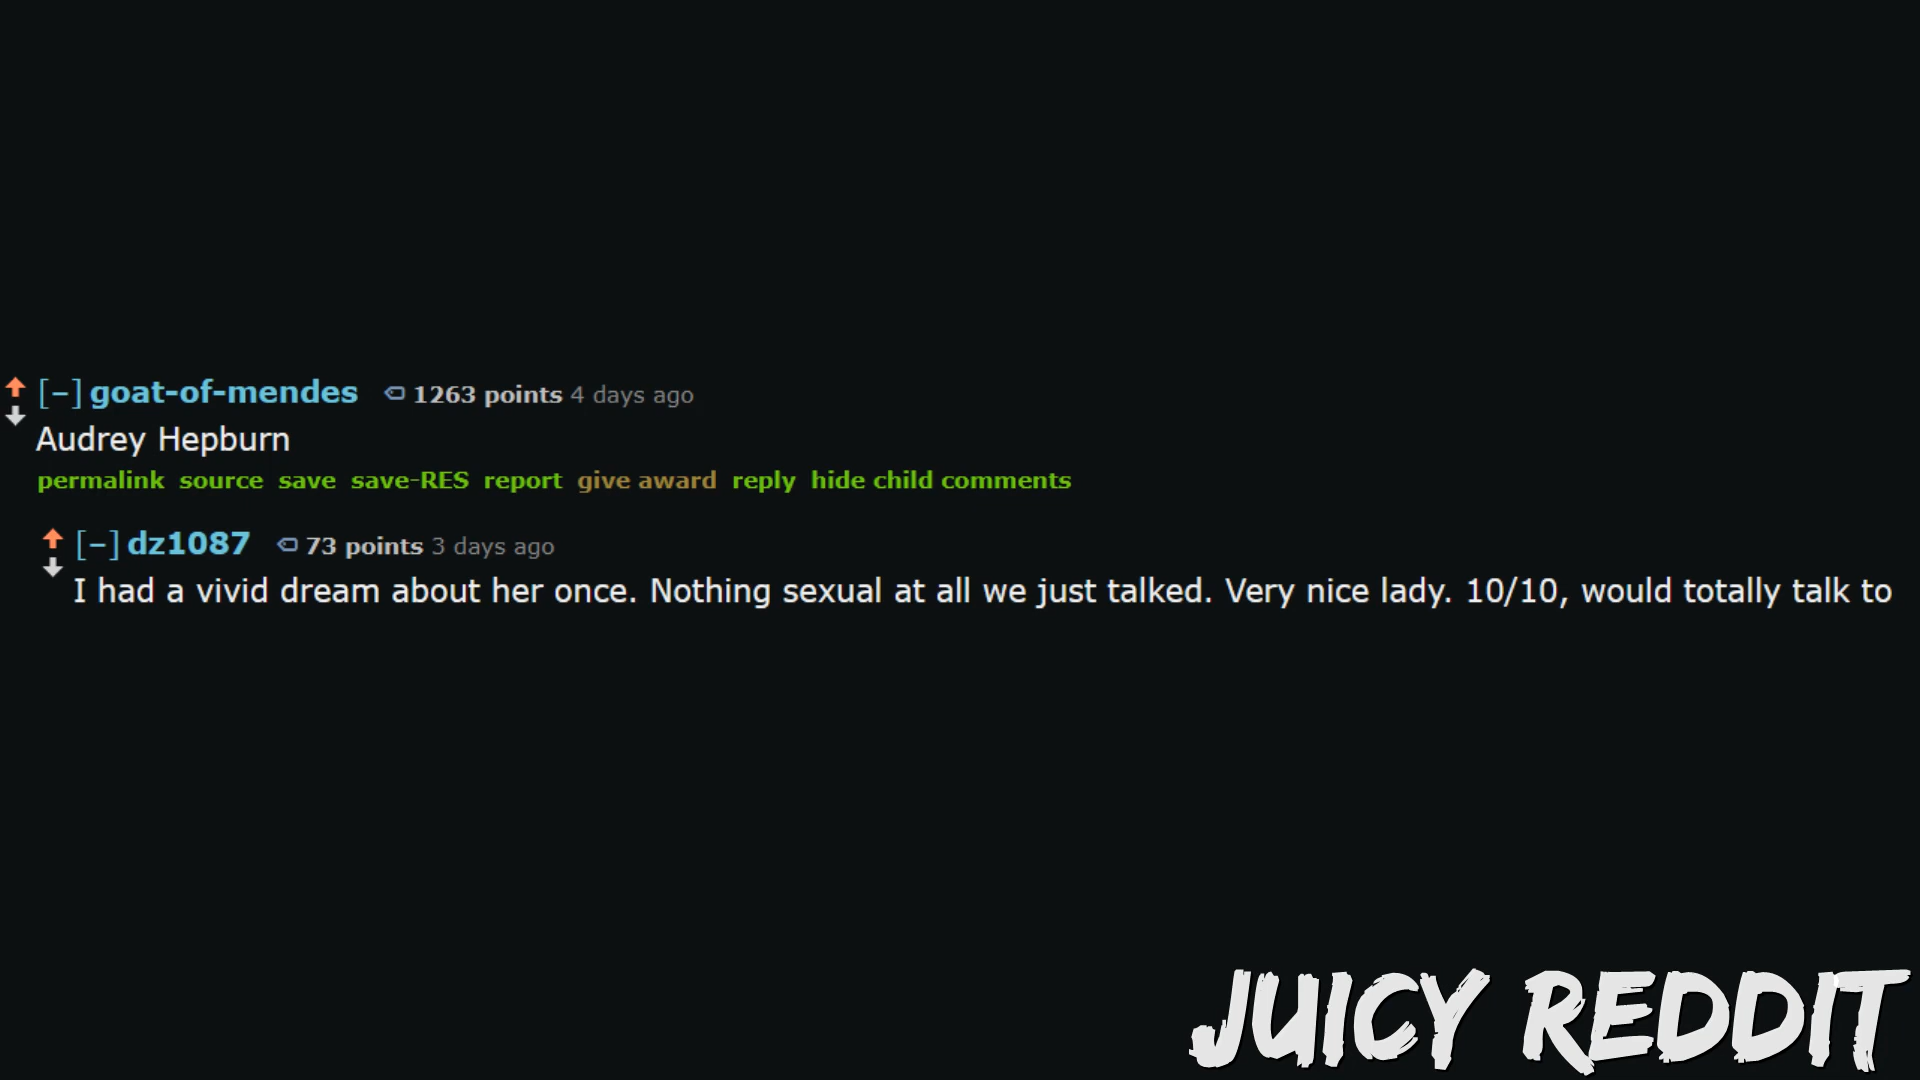 [–] goat-of-mendes 1263 points 4 days ago
Audrey Hepburn
permalink source save save-RES report give award reply hide child comments
[–] dz1087 73 points 3 days ago
I had a vivid dream about her once. Nothing sexual at all we just talked. Very nice lady. 10/10, would totally talk to
JUICY REDDIT